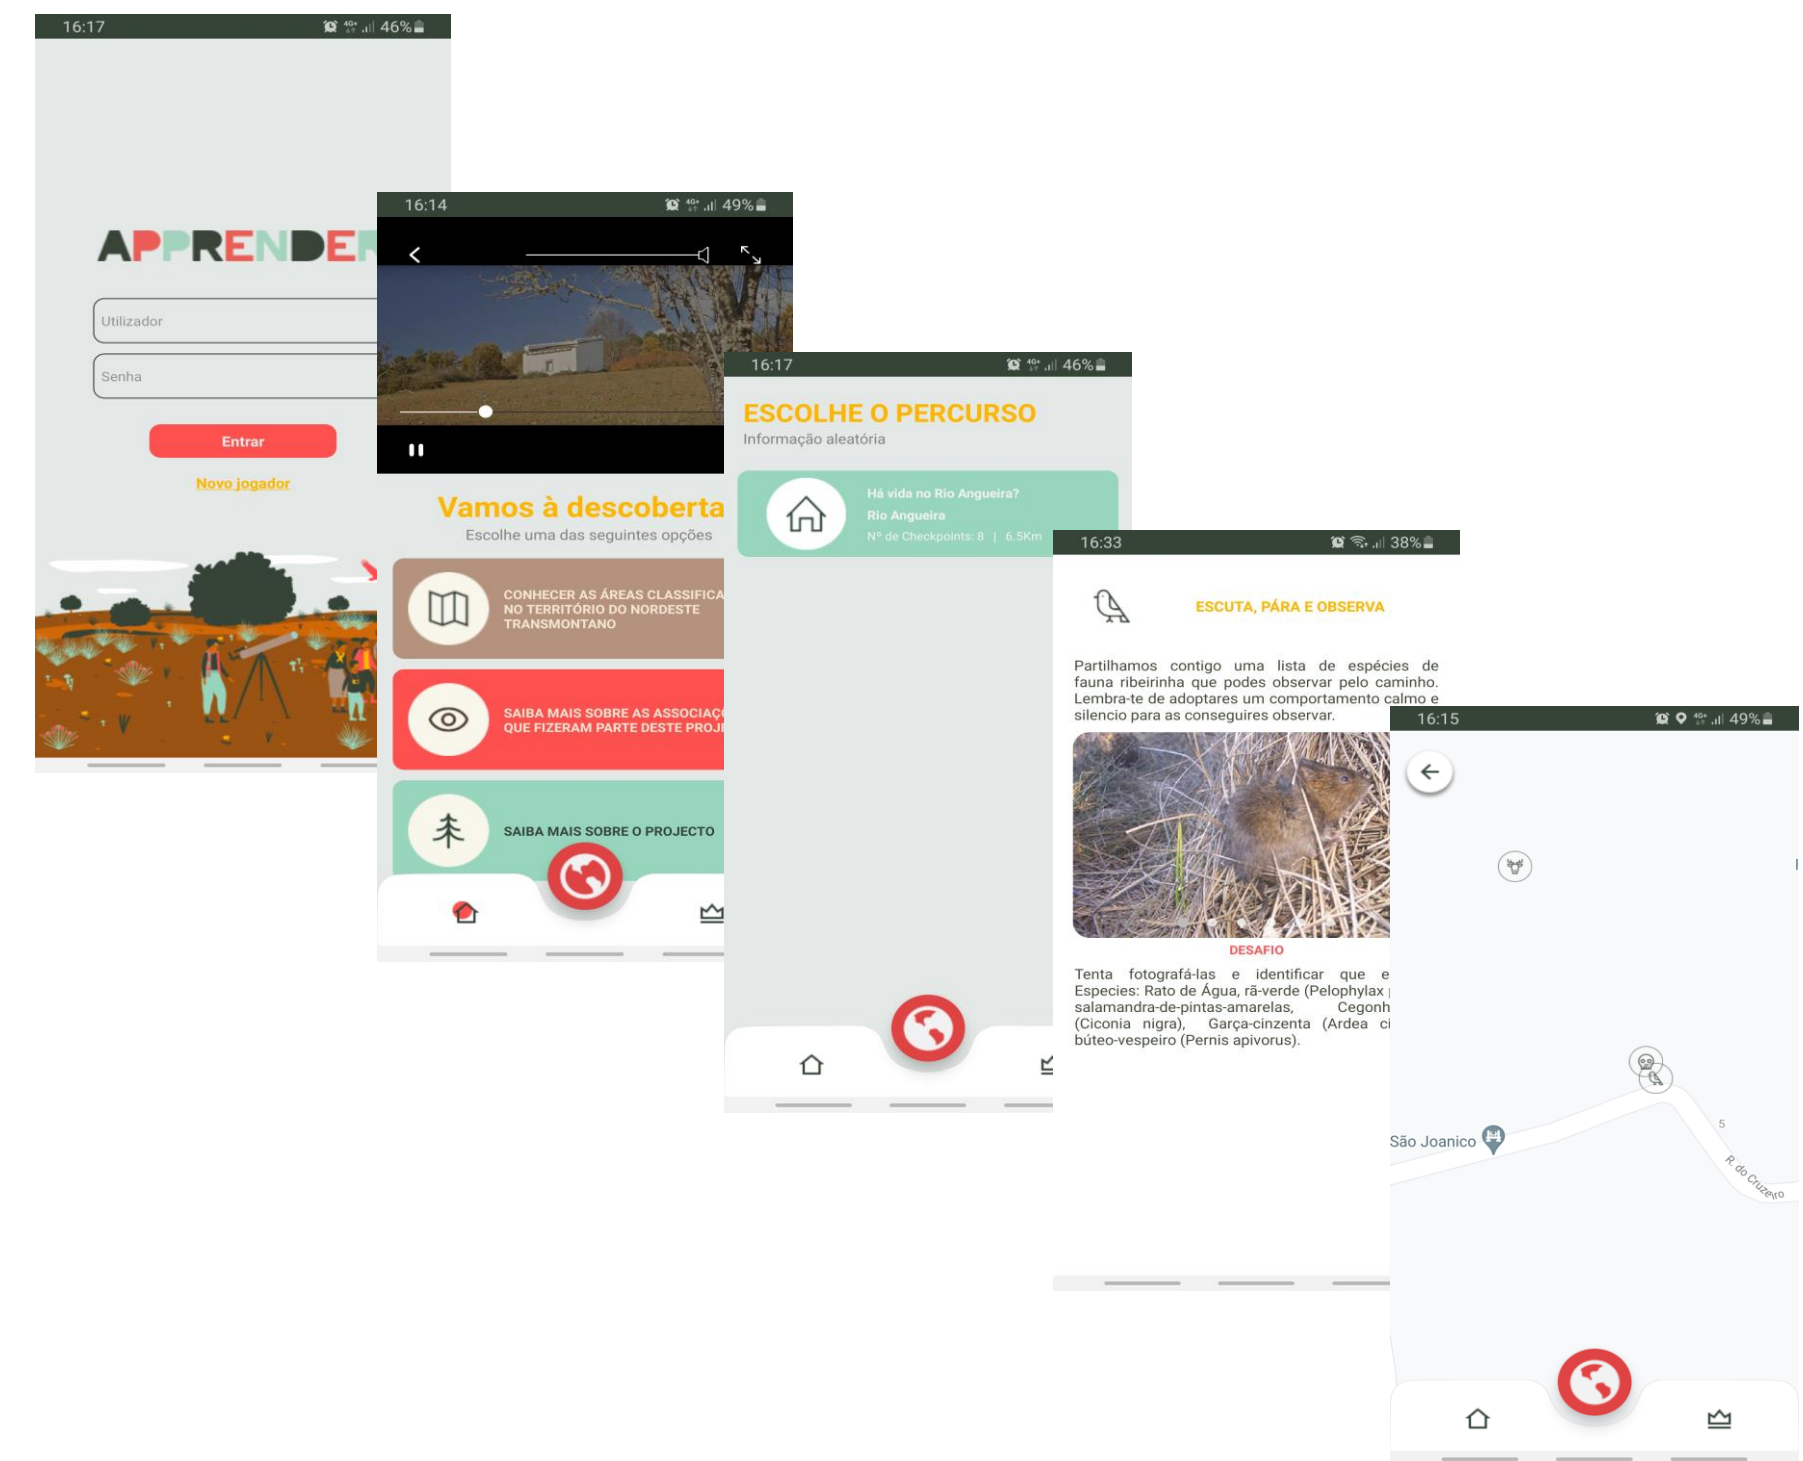 16:17
4G+ 46%
APPRENDER
Utilizador
Senha
Entrar
Novo jogador
16:14
4G+ 49%
Vamos à descoberta
Escolhe uma das seguintes opções
CONHECER AS ÁREAS CLASSIFICA
NO TERRITÓRIO DO NORDESTE
TRANSMONTANO
SAIBA MAIS SOBRE AS ASSOCIAÇ
QUE FIZERAM PARTE DESTE PROJE
SAIBA MAIS SOBRE O PROJECTO
16:17
4G+ 46%
ESCOLHE O PERCURSO
Informação aleatória
Há vida no Rio Angueira?
Rio Angueira
Nº de Checkpoints: 8 | 6.5Km
16:33
38%
ESCUTA, PÁRA E OBSERVA
Partilhamos contigo uma lista de espécies de
fauna ribeirinha que podes observar pelo caminho.
Lembra-te de adoptares um comportamento calmo e
silencio para as conseguires observar.
DESAFIO
Tenta fotografá-las e identificar que e
Especies: Rato de Água, rã-verde (Pelophylax
salamandra-de-pintas-amarelas, Cegonh
(Ciconia nigra), Garça-cinzenta (Ardea ci
búteo-vespeiro (Pernis apivorus).
16:15
4G+ 49%
5
São Joanico
R. do Cruzeiro